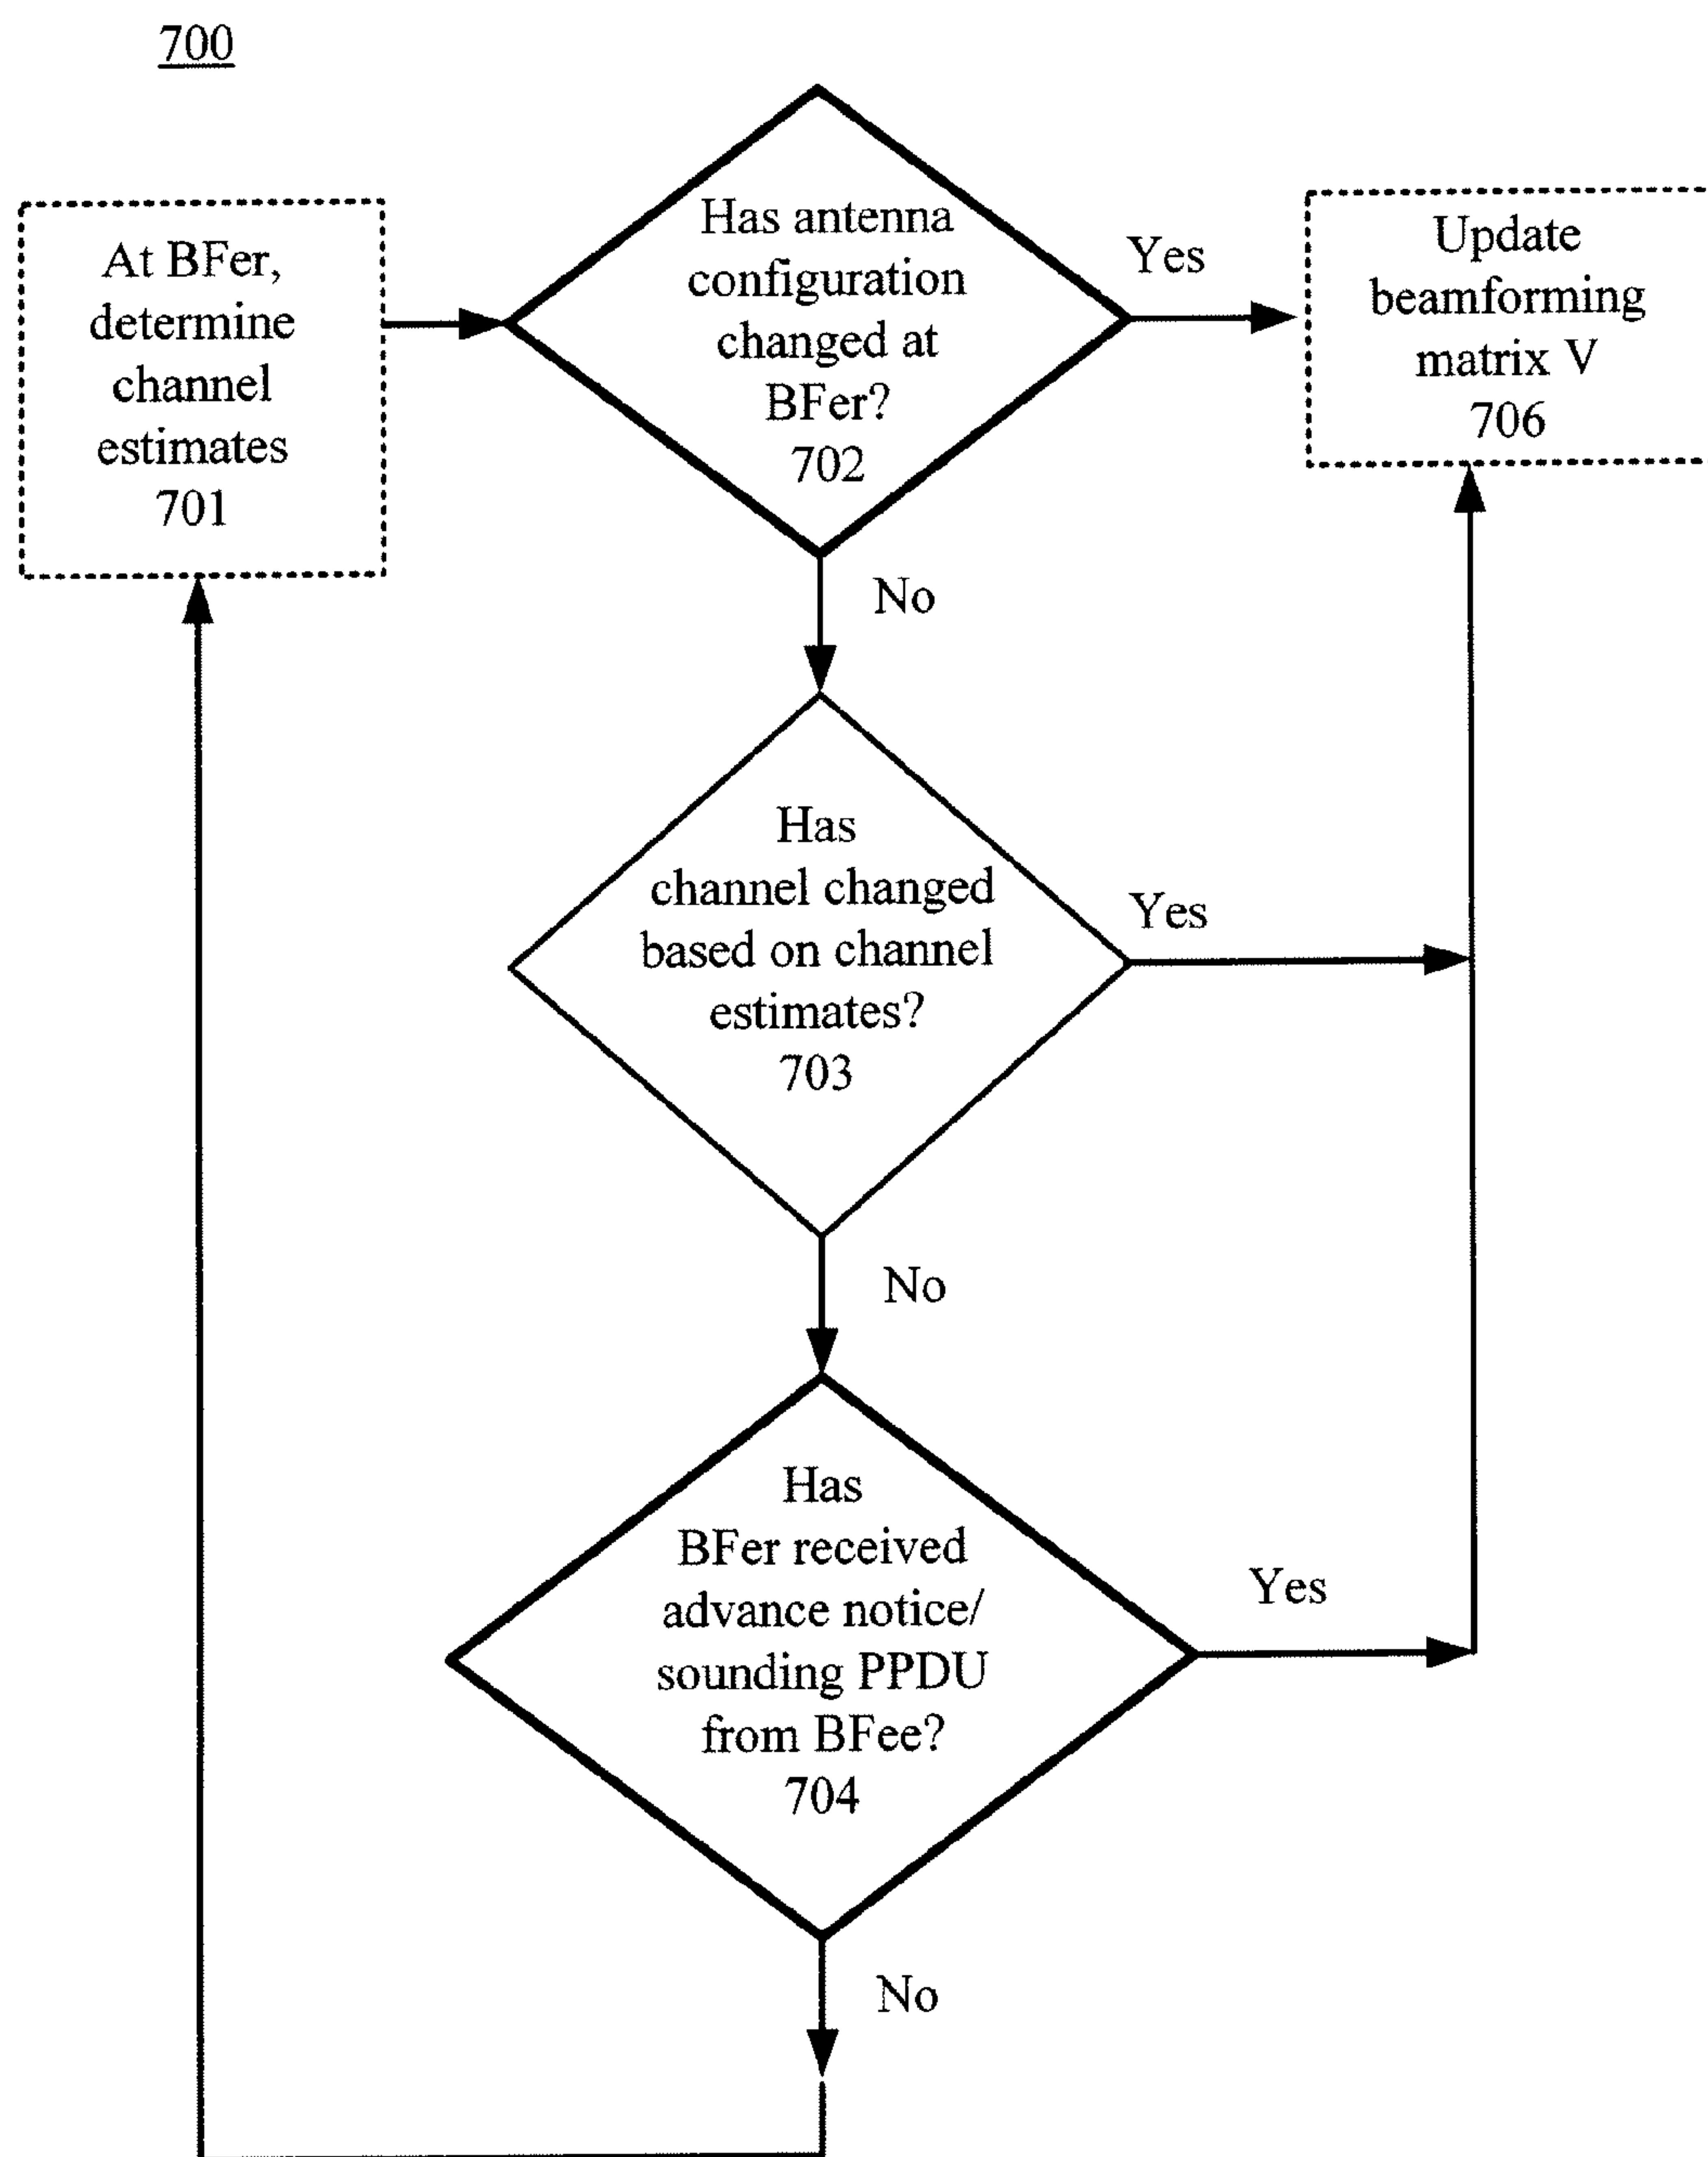 700
At BFer,
determine
channel
estimates
701
Has antenna
configuration
changed at
BFer?
702
Yes
Update
beamforming
matrix V
706
No
Has
channel changed
based on channel
estimates?
703
Yes
No
Has
BFer received
advance notice/
sounding PPDU
from BFee?
704
Yes
No